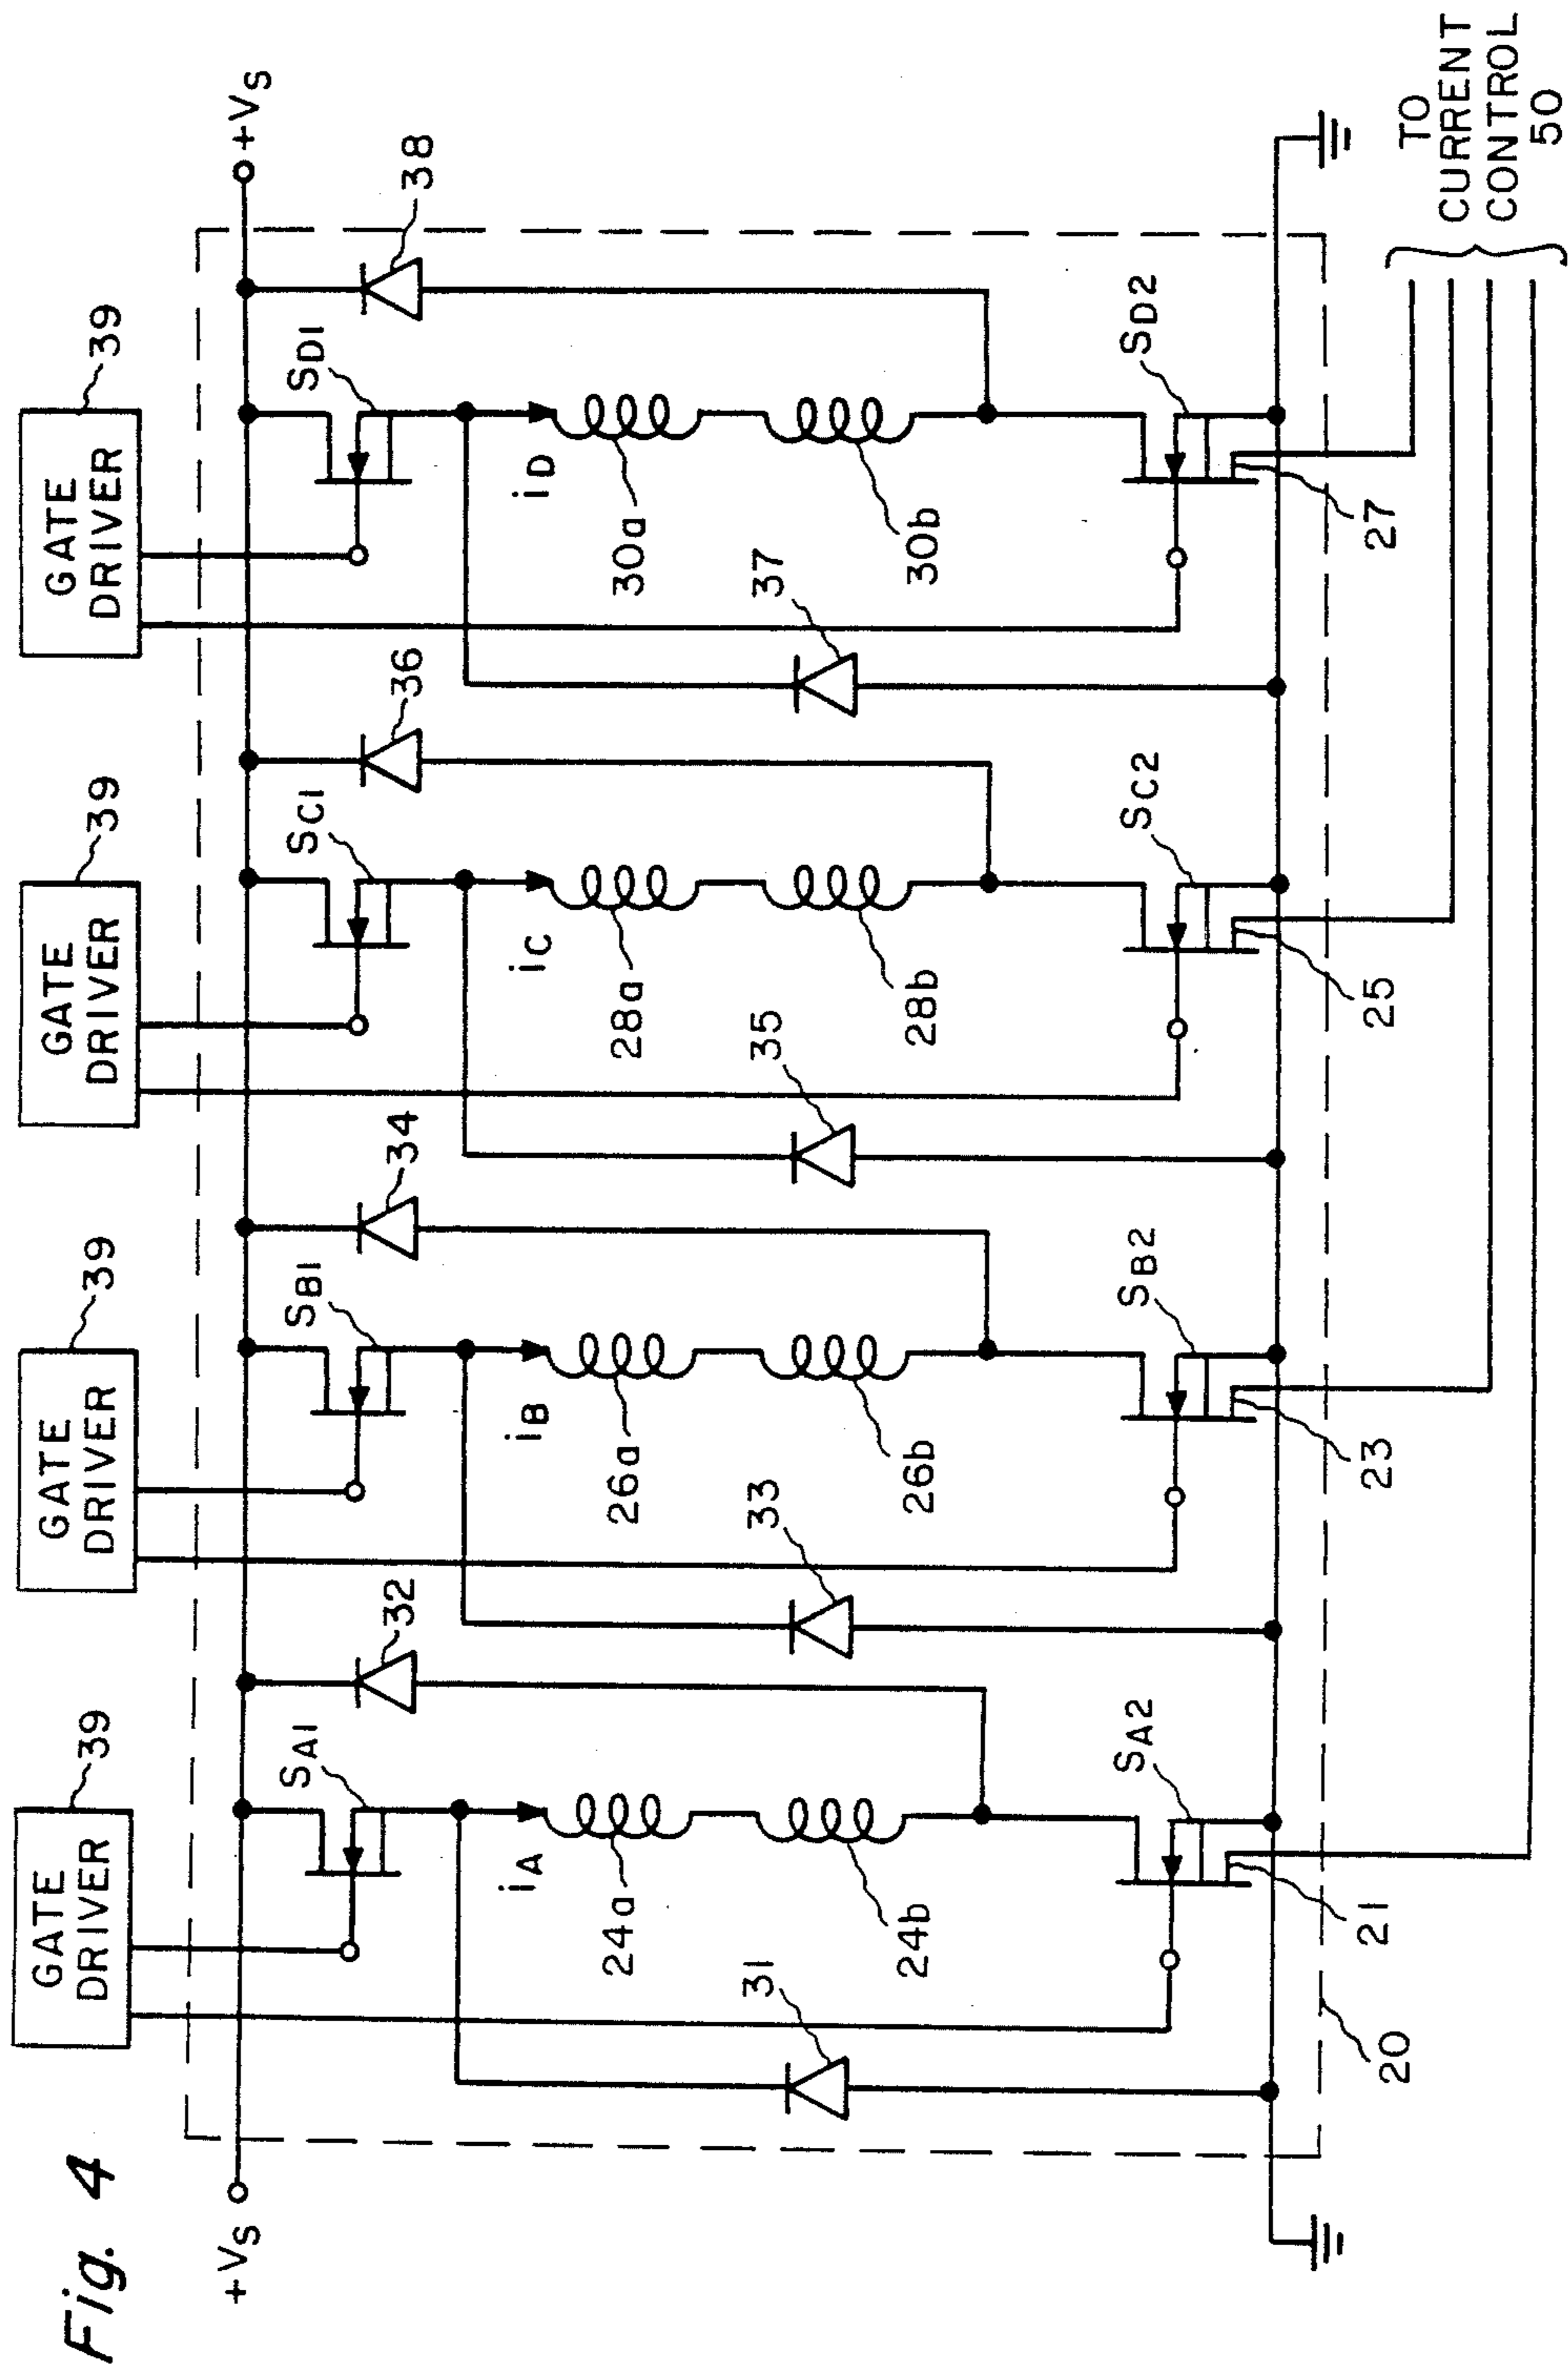 Fig. 4
GATE
DRIVER
39
GATE
DRIVER
39
GATE
DRIVER
39
GATE
DRIVER
39
+VS
+VS
SA1
32
SB1
34
SC1
36
SD1
38
iA
iB
iC
iD
24a
26a
28a
30a
31
33
35
37
24b
26b
28b
30b
SA2
SB2
SC2
SD2
21
23
25
27
20
TO
CURRENT
CONTROL
50